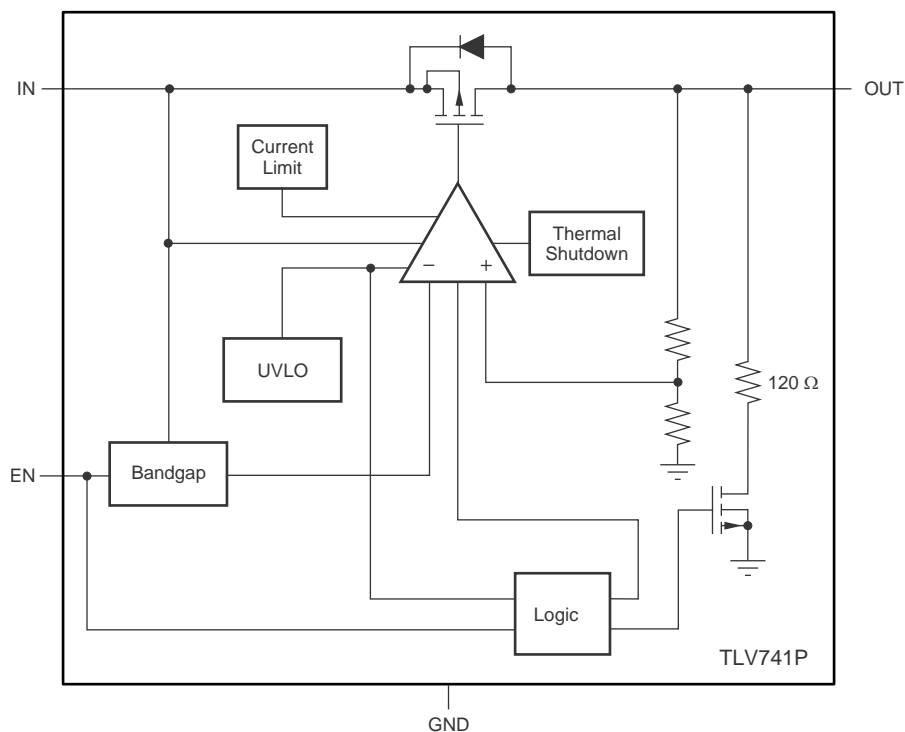 IN
OUT
Current
Limit
Thermal
Shutdown
−
+
UVLO
120 Ω
EN
Bandgap
Logic
TLV741P
GND